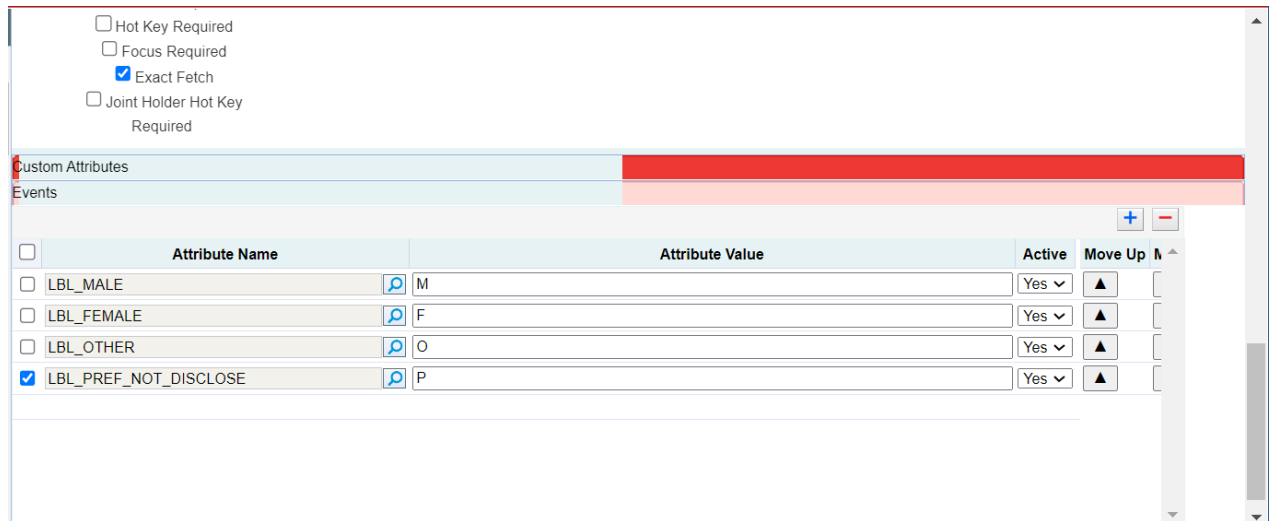 Hot Key Required
Focus Required
Exact Fetch
Joint Holder Hot Key
Required
Custom Attributes
Events
Attribute Name Attribute Value Active Move Up
LBL_MALE M Yes
LBL_FEMALE F Yes
LBL_OTHER O Yes
LBL_PREF_NOT_DISCLOSE P Yes